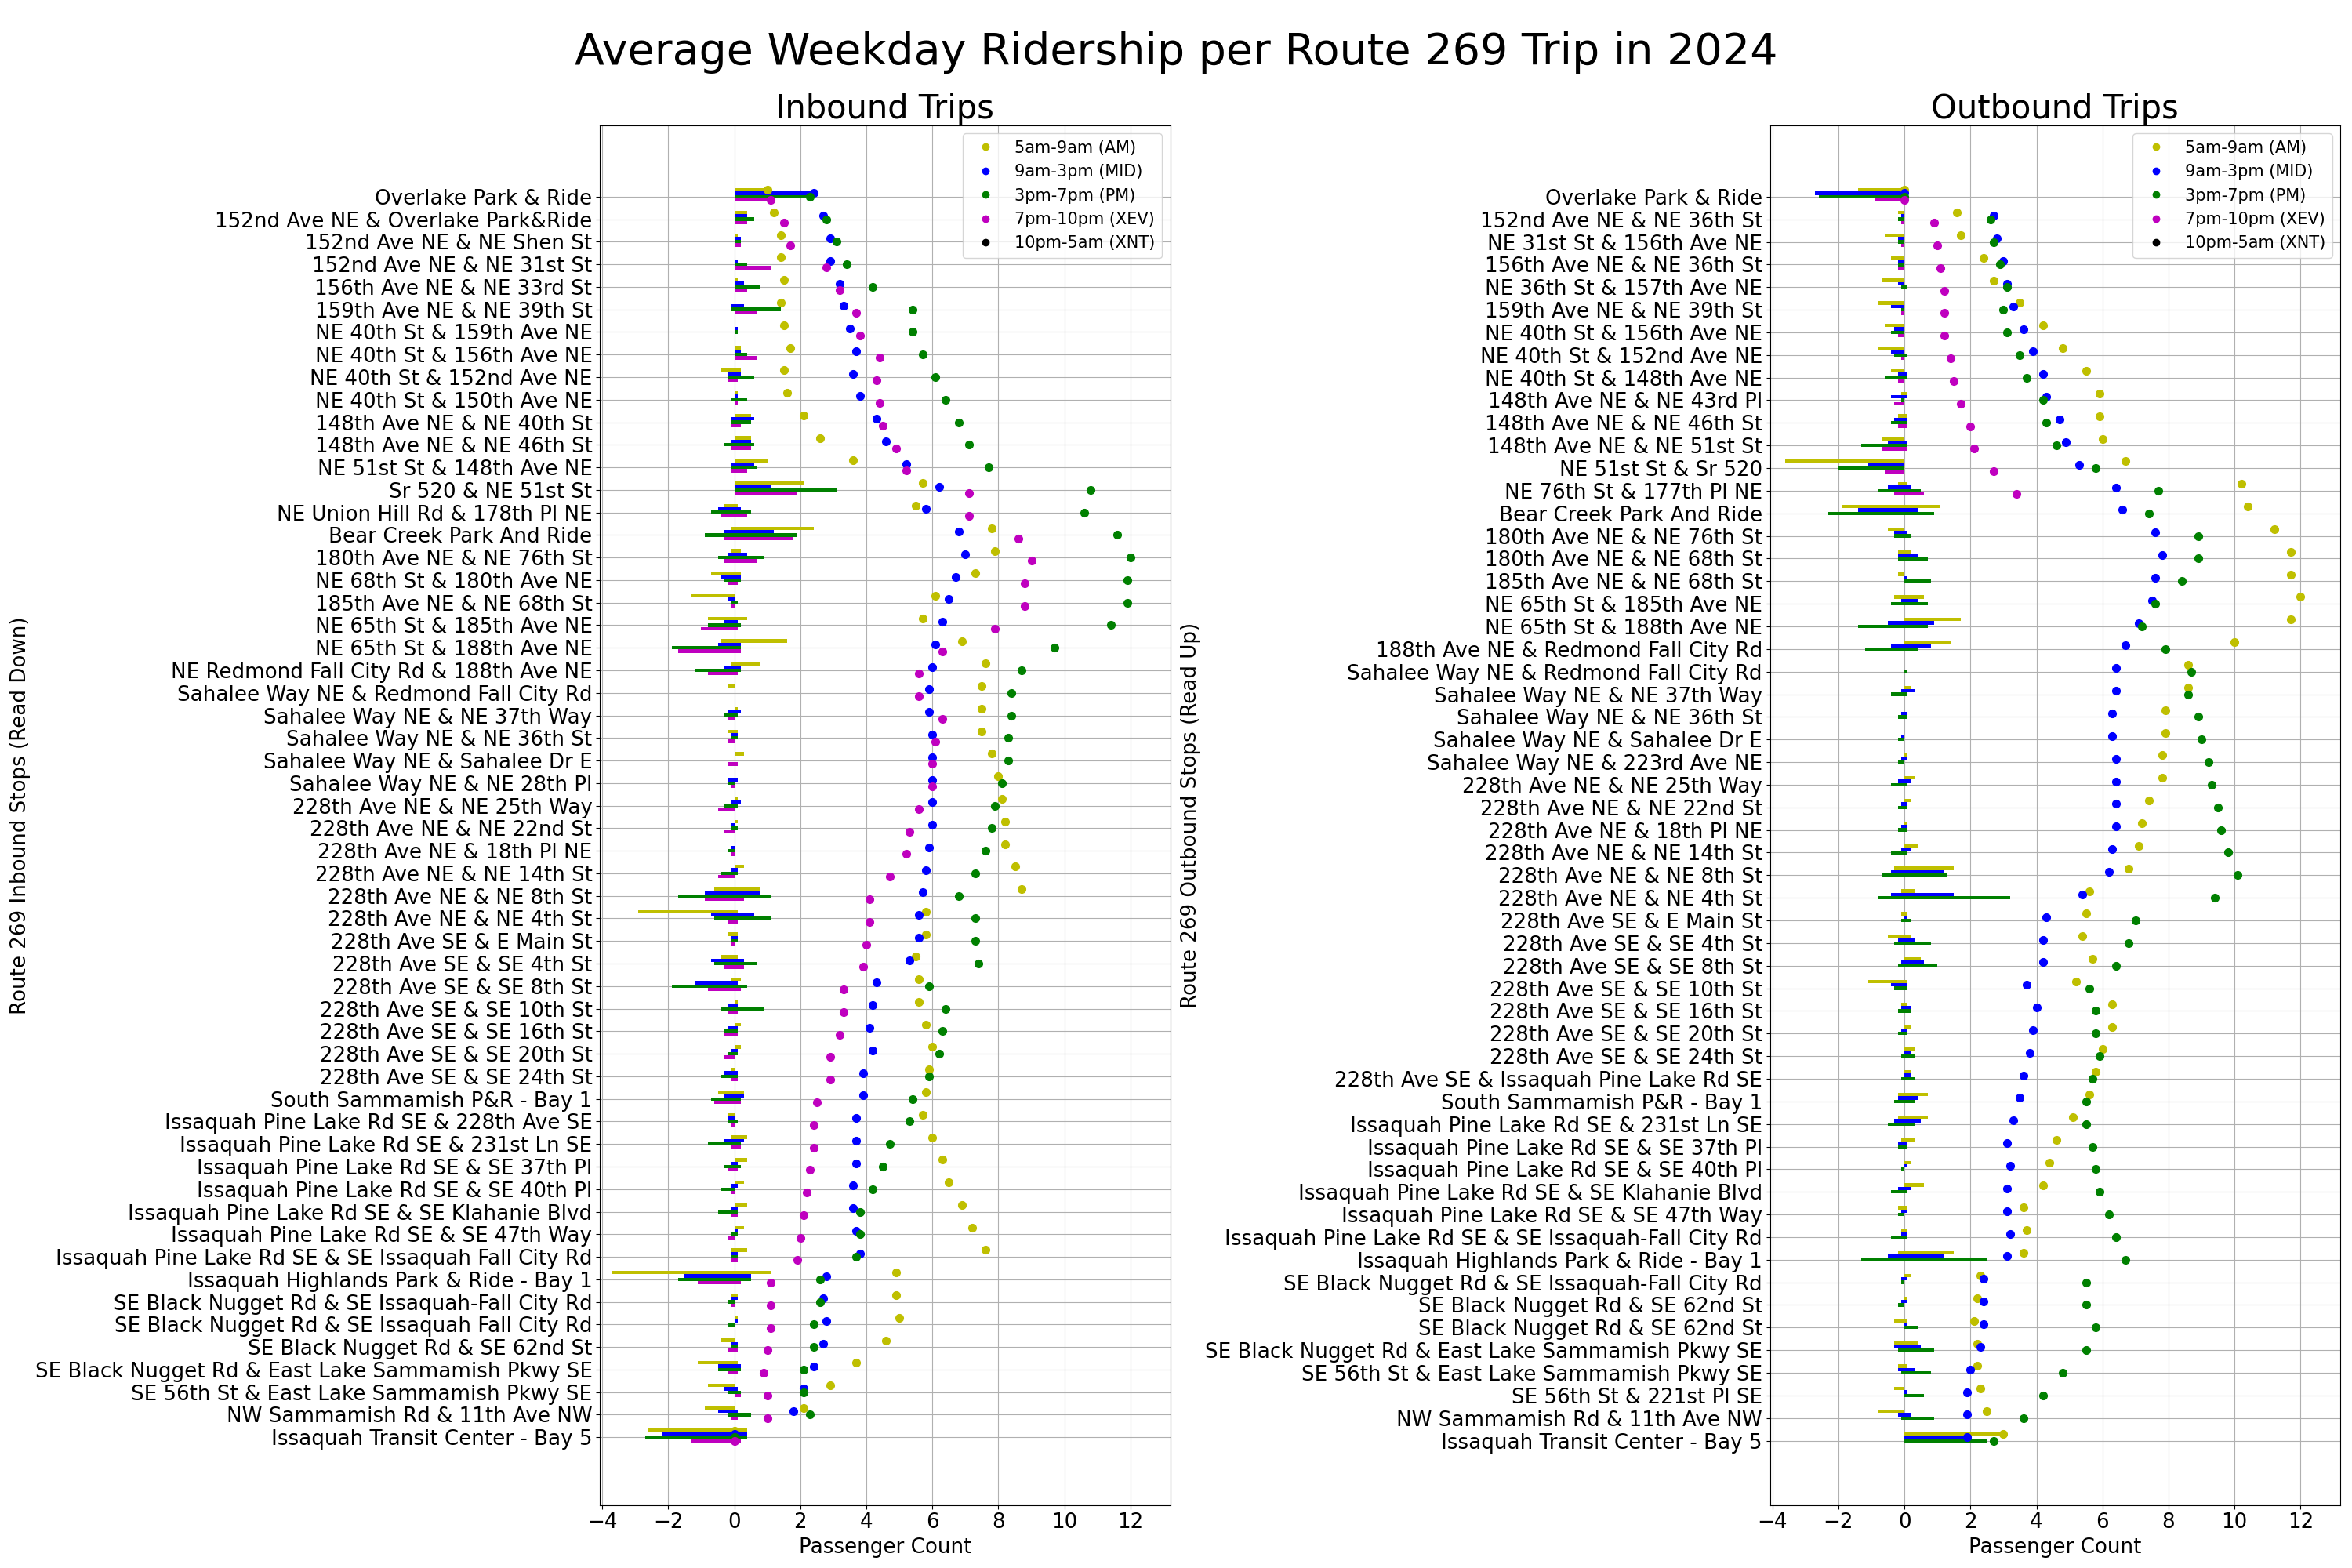 Average Weekday Ridership per Route 269 Trip in 2024
Inbound Trips
5am-9am (AM)
9am-3pm (MID)
3pm-7pm (PM)
7pm-10pm (XEV)
10pm-5am (XNT)
Route 269 Inbound Stops (Read Down)
Overlake Park & Ride
152nd Ave NE & Overlake Park&Ride
152nd Ave NE & NE Shen St
152nd Ave NE & NE 31st St
156th Ave NE & NE 33rd St
159th Ave NE & NE 39th St
NE 40th St & 159th Ave NE
NE 40th St & 156th Ave NE
NE 40th St & 152nd Ave NE
NE 40th St & 150th Ave NE
148th Ave NE & NE 40th St
148th Ave NE & NE 46th St
NE 51st St & 148th Ave NE
Sr 520 & NE 51st St
NE Union Hill Rd & 178th Pl NE
Bear Creek Park And Ride
180th Ave NE & NE 76th St
NE 68th St & 180th Ave NE
185th Ave NE & NE 68th St
NE 65th St & 185th Ave NE
NE 65th St & 188th Ave NE
NE Redmond Fall City Rd & 188th Ave NE
Sahalee Way NE & Redmond Fall City Rd
Sahalee Way NE & NE 37th Way
Sahalee Way NE & NE 36th St
Sahalee Way NE & Sahalee Dr E
Sahalee Way NE & NE 28th Pl
228th Ave NE & NE 25th Way
228th Ave NE & NE 22nd St
228th Ave NE & 18th Pl NE
228th Ave NE & NE 14th St
228th Ave NE & NE 8th St
228th Ave NE & NE 4th St
228th Ave SE & E Main St
228th Ave SE & SE 4th St
228th Ave SE & SE 8th St
228th Ave SE & SE 10th St
228th Ave SE & SE 16th St
228th Ave SE & SE 20th St
228th Ave SE & SE 24th St
South Sammamish P&R - Bay 1
Issaquah Pine Lake Rd SE & 228th Ave SE
Issaquah Pine Lake Rd SE & 231st Ln SE
Issaquah Pine Lake Rd SE & SE 37th Pl
Issaquah Pine Lake Rd SE & SE 40th Pl
Issaquah Pine Lake Rd SE & SE Klahanie Blvd
Issaquah Pine Lake Rd SE & SE 47th Way
Issaquah Pine Lake Rd SE & SE Issaquah Fall City Rd
Issaquah Highlands Park & Ride - Bay 1
SE Black Nugget Rd & SE Issaquah-Fall City Rd
SE Black Nugget Rd & SE Issaquah Fall City Rd
SE Black Nugget Rd & SE 62nd St
SE Black Nugget Rd & East Lake Sammamish Pkwy SE
SE 56th St & East Lake Sammamish Pkwy SE
NW Sammamish Rd & 11th Ave NW
Issaquah Transit Center - Bay 5
−4 −2 0 2 4 6 8 10 12
Passenger Count
Outbound Trips
5am-9am (AM)
9am-3pm (MID)
3pm-7pm (PM)
7pm-10pm (XEV)
10pm-5am (XNT)
Route 269 Outbound Stops (Read Up)
Overlake Park & Ride
152nd Ave NE & NE 36th St
NE 31st St & 156th Ave NE
156th Ave NE & NE 36th St
NE 36th St & 157th Ave NE
159th Ave NE & NE 39th St
NE 40th St & 156th Ave NE
NE 40th St & 152nd Ave NE
NE 40th St & 148th Ave NE
148th Ave NE & NE 43rd Pl
148th Ave NE & NE 46th St
148th Ave NE & NE 51st St
NE 51st St & Sr 520
NE 76th St & 177th Pl NE
Bear Creek Park And Ride
180th Ave NE & NE 76th St
180th Ave NE & NE 68th St
185th Ave NE & NE 68th St
NE 65th St & 185th Ave NE
NE 65th St & 188th Ave NE
188th Ave NE & Redmond Fall City Rd
Sahalee Way NE & Redmond Fall City Rd
Sahalee Way NE & NE 37th Way
Sahalee Way NE & NE 36th St
Sahalee Way NE & Sahalee Dr E
Sahalee Way NE & 223rd Ave NE
228th Ave NE & NE 25th Way
228th Ave NE & NE 22nd St
228th Ave NE & 18th Pl NE
228th Ave NE & NE 14th St
228th Ave NE & NE 8th St
228th Ave NE & NE 4th St
228th Ave SE & E Main St
228th Ave SE & SE 4th St
228th Ave SE & SE 8th St
228th Ave SE & SE 10th St
228th Ave SE & SE 16th St
228th Ave SE & SE 20th St
228th Ave SE & SE 24th St
228th Ave SE & Issaquah Pine Lake Rd SE
South Sammamish P&R - Bay 1
Issaquah Pine Lake Rd SE & 231st Ln SE
Issaquah Pine Lake Rd SE & SE 37th Pl
Issaquah Pine Lake Rd SE & SE 40th Pl
Issaquah Pine Lake Rd SE & SE Klahanie Blvd
Issaquah Pine Lake Rd SE & SE 47th Way
Issaquah Pine Lake Rd SE & SE Issaquah-Fall City Rd
Issaquah Highlands Park & Ride - Bay 1
SE Black Nugget Rd & SE Issaquah-Fall City Rd
SE Black Nugget Rd & SE 62nd St
SE Black Nugget Rd & SE 62nd St
SE Black Nugget Rd & East Lake Sammamish Pkwy SE
SE 56th St & East Lake Sammamish Pkwy SE
SE 56th St & 221st Pl SE
NW Sammamish Rd & 11th Ave NW
Issaquah Transit Center - Bay 5
−4 −2 0 2 4 6 8 10 12
Passenger Count